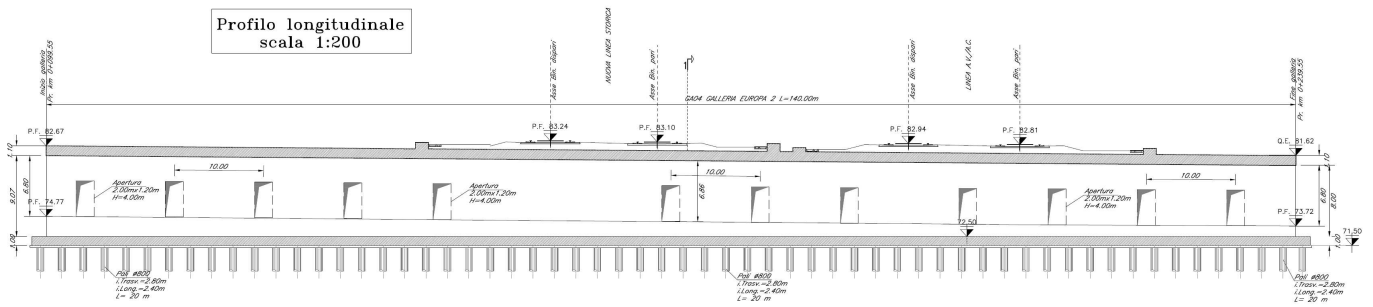 Profilo longitudinale
scala 1:200
Inizio galleria
Pr. km 0+099,55
Asse Bin. dispari
NUOVA LINEA STORICA
Asse Bin. pari
1
Asse Bin. dispari
LINEA A.V./A.C.
Asse Bin. pari
Fine galleria
Pr. km 0+239,55
GA04 GALLERIA EUROPA 2 L=140.00m
P.F. 82.67
P.F. 83.24
P.F. 83.10
P.F. 82.94
P.F. 82.81
Q.E. 81.62
1.10
1.10
10.00
10.00
10.00
9.07
6.80
6.86
6.80
8.00
Apertura
2.00mx1.20m
H=4.00m
Apertura
2.00mx1.20m
H=4.00m
Apertura
2.00mx1.20m
H=4.00m
P.F. 74.77
P.F. 73.72
72,50
71,50
1.00
1.00
Pali ø800
i.Trasv.=2.80m
i.Long.=2.40m
L= 20 m
Pali ø800
i.Trasv.=2.80m
i.Long.=2.40m
L= 20 m
Pali ø800
i.Trasv.=2.80m
i.Long.=2.40m
L= 20 m